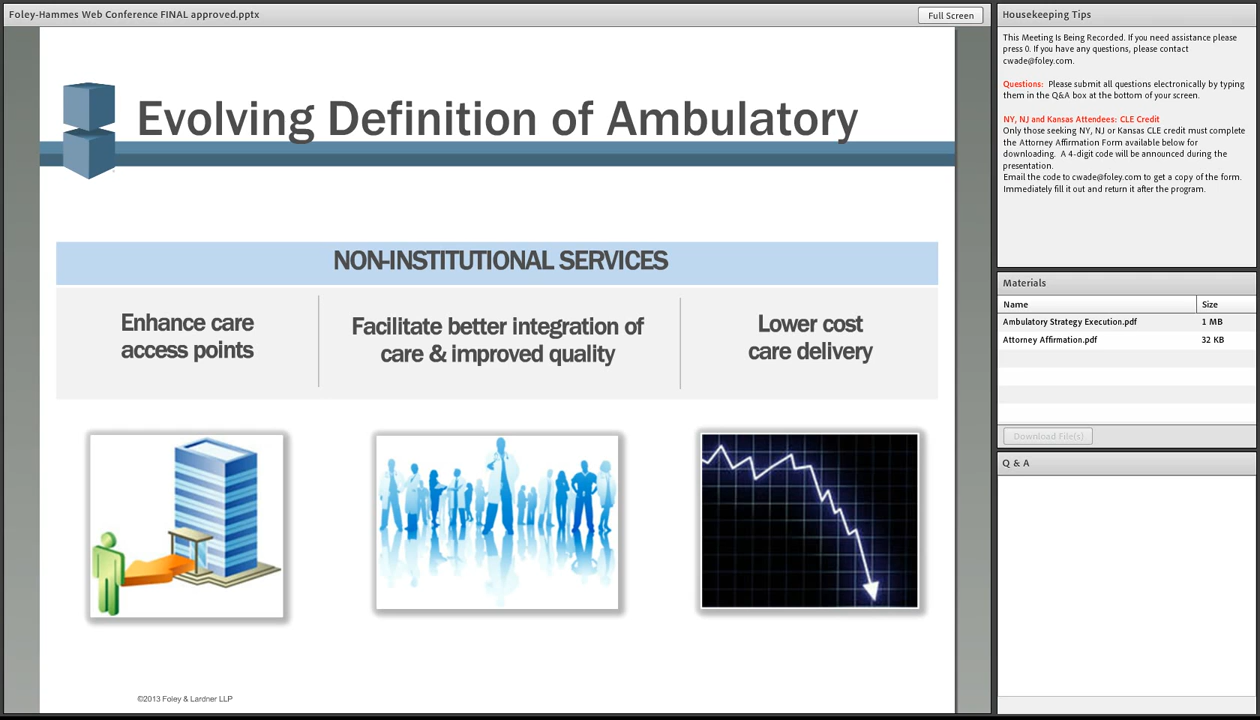 Foley-Hammes Web Conference FINAL approved.pptx
Full Screen
Evolving Definition of Ambulatory
NON-INSTITUTIONAL SERVICES
Enhance care
access points
Facilitate better integration of
care & improved quality
Lower cost
care delivery
©2013 Foley & Lardner LLP
Housekeeping Tips
This Meeting Is Being Recorded. If you need assistance please
press 0. If you have any questions, please contact
cwade@foley.com.
Questions: Please submit all questions electronically by typing
them in the Q&A box at the bottom of your screen.
NY, NJ and Kansas Attendees: CLE Credit
Only those seeking NY, NJ or Kansas CLE credit must complete
the Attorney Affirmation Form available below for
downloading. A 4-digit code will be announced during the
presentation.
Email the code to cwade@foley.com to get a copy of the form.
Immediately fill it out and return it after the program.
Materials
Name Size
Ambulatory Strategy Execution.pdf 1 MB
Attorney Affirmation.pdf 32 KB
Download File(s)
Q & A